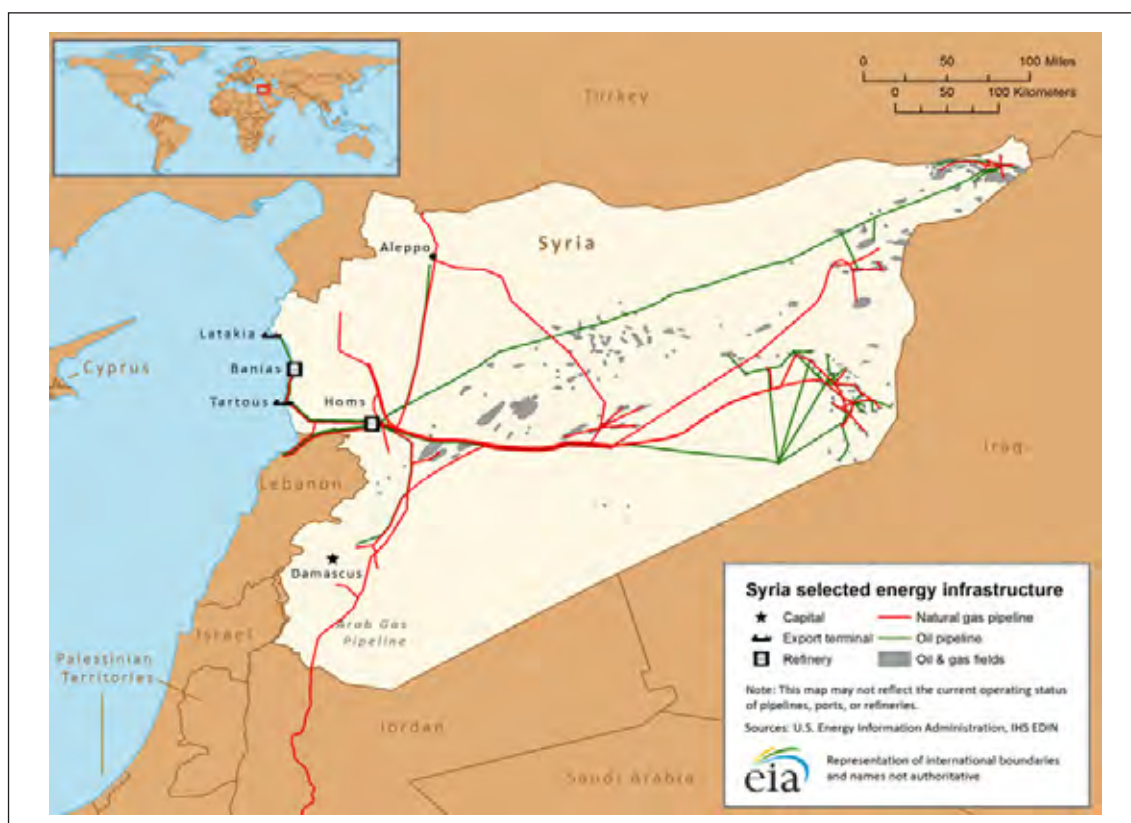 0 50 100 Miles
0 50 100 Kilometers
Turkey
Aleppo
Syria
Latakia
Cyprus
Banias
Tartous
Homs
Iraq
Lebanon
Damascus
Arab Gas
Pipeline
Israel
Palestinian
Territories
Jordan
Saudi Arabia
Syria selected energy infrastructure
Capital
Natural gas pipeline
Export terminal
Oil pipeline
Refinery
Oil & gas fields
Note: This map may not reflect the current operating status
of pipelines, ports, or refineries.
Sources: U.S. Energy Information Administration, IHS EDIN
eia
Representation of international boundaries
and names not authoritative